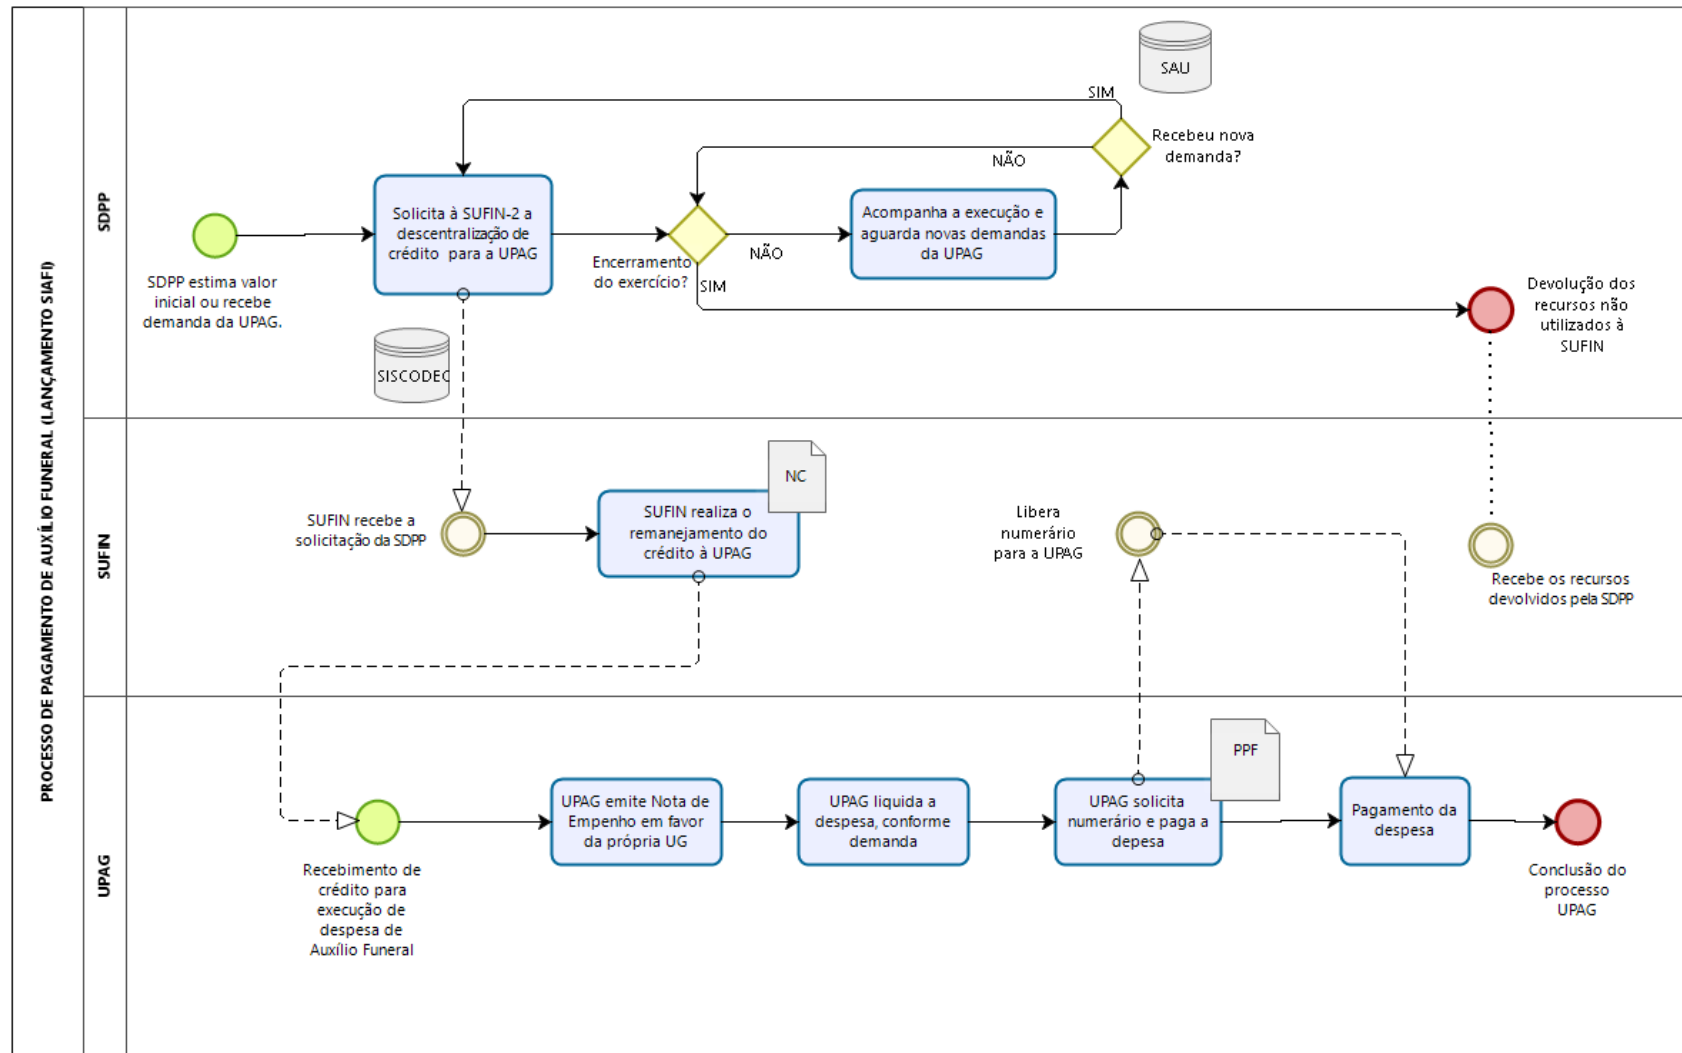 PROCESSO DE PAGAMENTO DE AUXÍLIO FUNERAL (LANÇAMENTO SIAFI)
SDPP
SAU
SIM
Recebeu nova
demanda?
NÃO
Solicita à SUFIN-2 a
descentralização de
crédito para a UPAG
Acompanha a execução e
aguarda novas demandas
da UPAG
NÃO
Encerramento
do exercício?
SIM
SDPP estima valor
inicial ou recebe
demanda da UPAG.
Devolução dos
recursos não
utilizados à
SUFIN
SISCODEC
SUFIN
NC
SUFIN recebe a
solicitação da SDPP
SUFIN realiza o
remanejamento do
crédito à UPAG
Libera
numerário
para a UPAG
Recebe os recursos
devolvidos pela SDPP
UPAG
PPF
UPAG emite Nota de
Empenho em favor
da própria UG
UPAG liquida a
despesa, conforme
demanda
UPAG solicita
numerário e paga a
depesa
Pagamento da
despesa
Recebimento de
crédito para
execução de
despesa de
Auxílio Funeral
Conclusão do
processo
UPAG